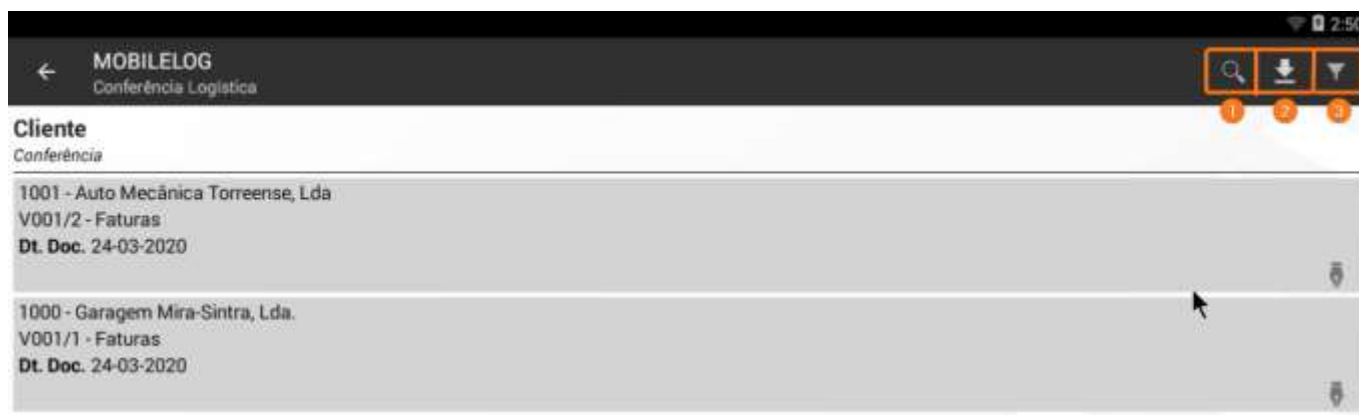 2:50
MOBILELOG
Conferência Logística
1 2 3
Cliente
Conferência
1001 - Auto Mecânica Torreense, Lda
V001/2 - Faturas
Dt. Doc. 24-03-2020
1000 - Garagem Mira-Sintra, Lda.
V001/1 - Faturas
Dt. Doc. 24-03-2020